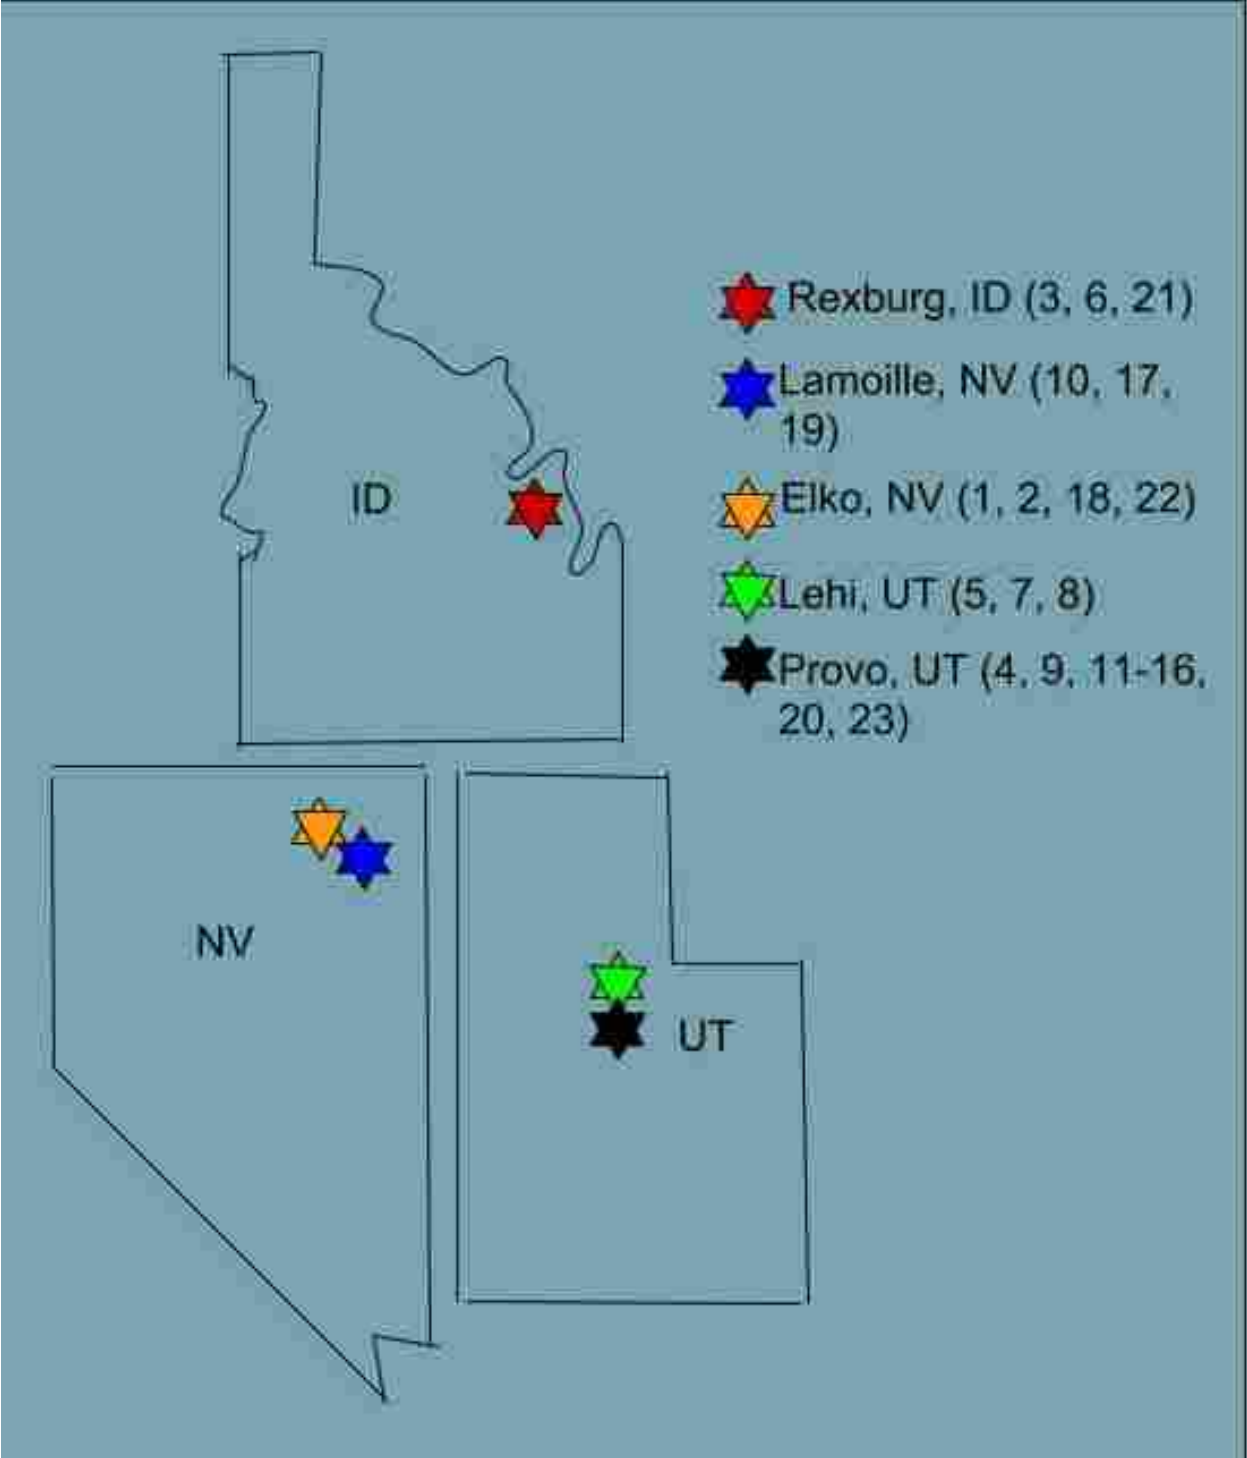 Rexburg, ID (3, 6, 21)
Lamoille, NV (10, 17,
19)
ID
Elko, NV (1, 2, 18, 22)
Lehi, UT (5, 7, 8)
Provo, UT (4, 9, 11-16,
20, 23)
NV
UT